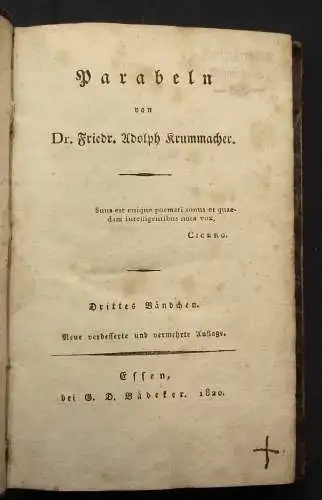 Parabeln
von
Dr. Friedr. Adolph Krummacher.
Suus est cuique poemati sonus et quae-
dam intelligentibus nota vox.
CICERO.
Drittes Bändchen.
Neue verbesserte und vermehrte Auflage.
Essen,
bei G. D. Bädeker. 1820.